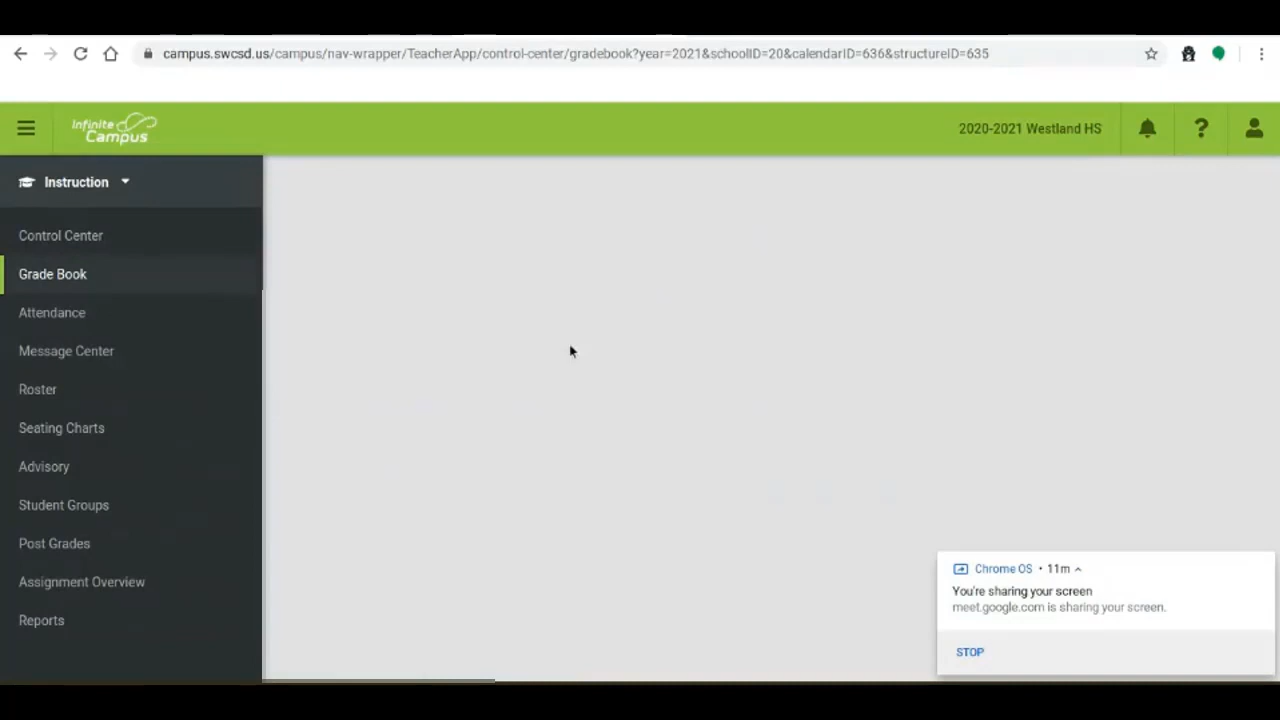 campus.swcsd.us/campus/nav-wrapper/TeacherApp/control-center/gradebook?year=2021&schoolID=20&calendarID=636&structureID=635
Infinite
Campus
2020-2021 Westland HS
?
Instruction
Control Center
Grade Book
Attendance
Message Center
Roster
Seating Charts
Advisory
Student Groups
Post Grades
Assignment Overview
Reports
Chrome OS • 11m
You're sharing your screen
meet.google.com is sharing your screen.
STOP